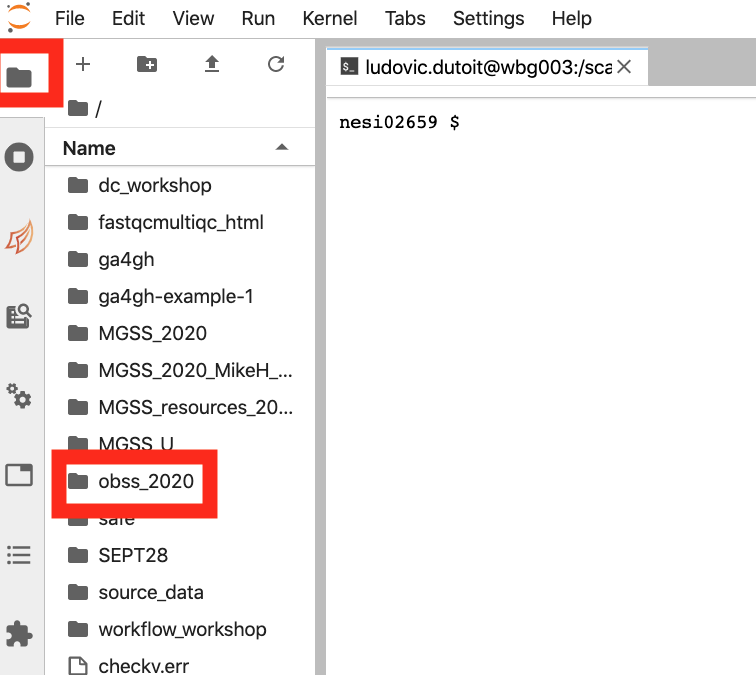 File Edit View Run Kernel Tabs Settings Help
ludovic.dutoit@wbg003:/sca
/
nesi02659 $
Name
dc_workshop
fastqcmultiqc_html
ga4gh
ga4gh-example-1
MGSS_2020
MGSS_2020_MikeH_...
MGSS_resources_20...
MGSS_U
obss_2020
safe
SEPT28
source_data
workflow_workshop
checkv.err